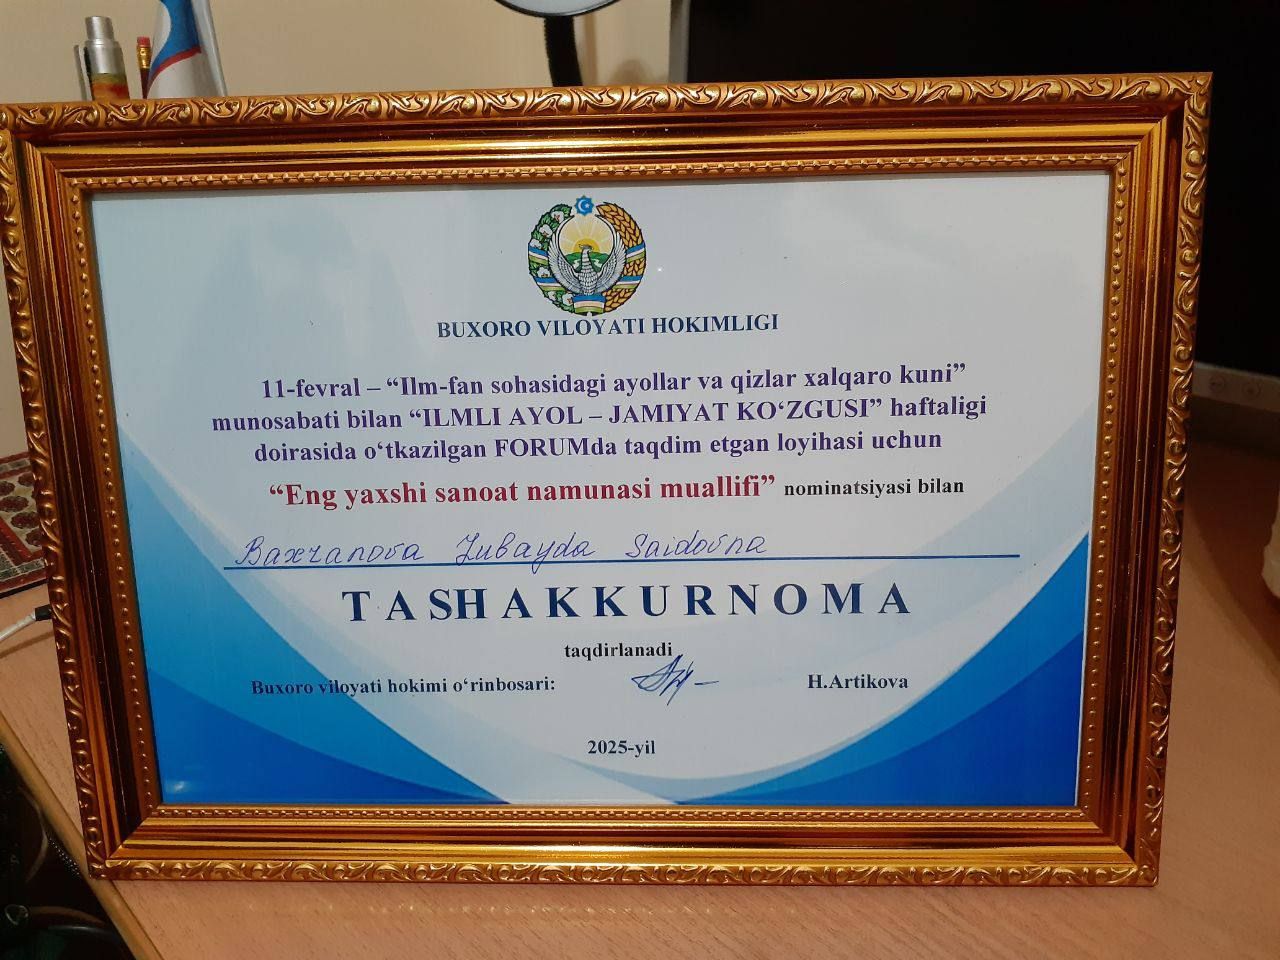 BUXORO VILOYATI HOKIMLIGI
11-fevral – “Ilm-fan sohasidagi ayollar va qizlar xalqaro kuni”
munosabati bilan “ILMLI AYOL – JAMIYAT KO‘ZGUSI” haftaligi
doirasida o‘tkazilgan FORUMda taqdim etgan loyihasi uchun
“Eng yaxshi sanoat namunasi muallifi” nominatsiyasi bilan
Baxranova Zubayda Saidovna
TASHAKKURNOMA
taqdirlanadi
Buxoro viloyati hokimi o‘rinbosari: H.Artikova
2025-yil